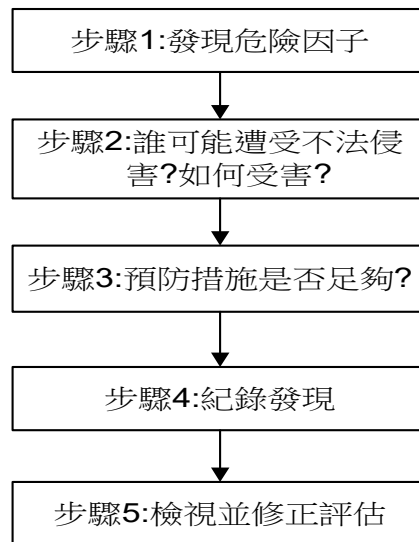 步驟1:發現危險因子
步驟2:誰可能遭受不法侵
害?如何受害?
步驟3:預防措施是否足夠?
步驟4:紀錄發現
步驟5:檢視並修正評估